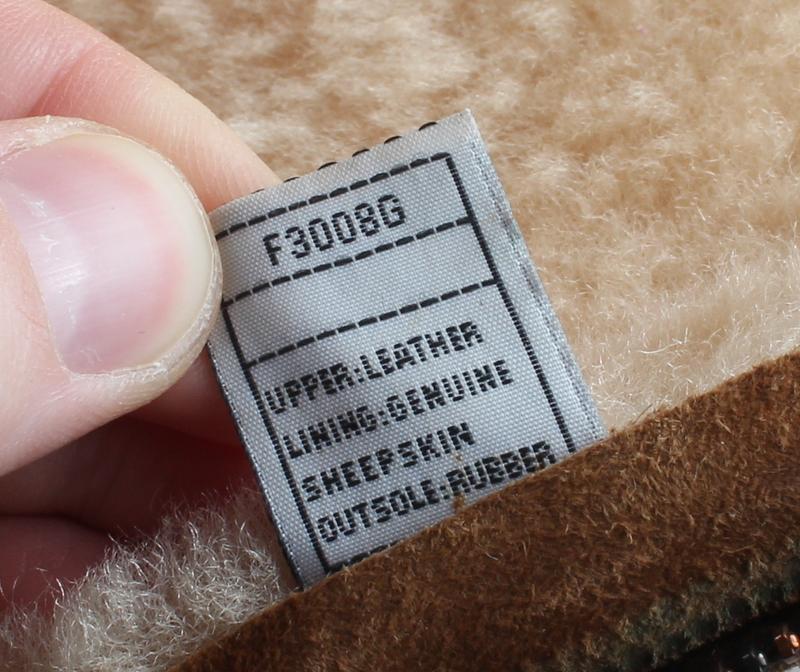 F3008G
UPPER:LEATHER
LINING:GENUINE
SHEEPSKIN
OUTSOLE:RUBBER